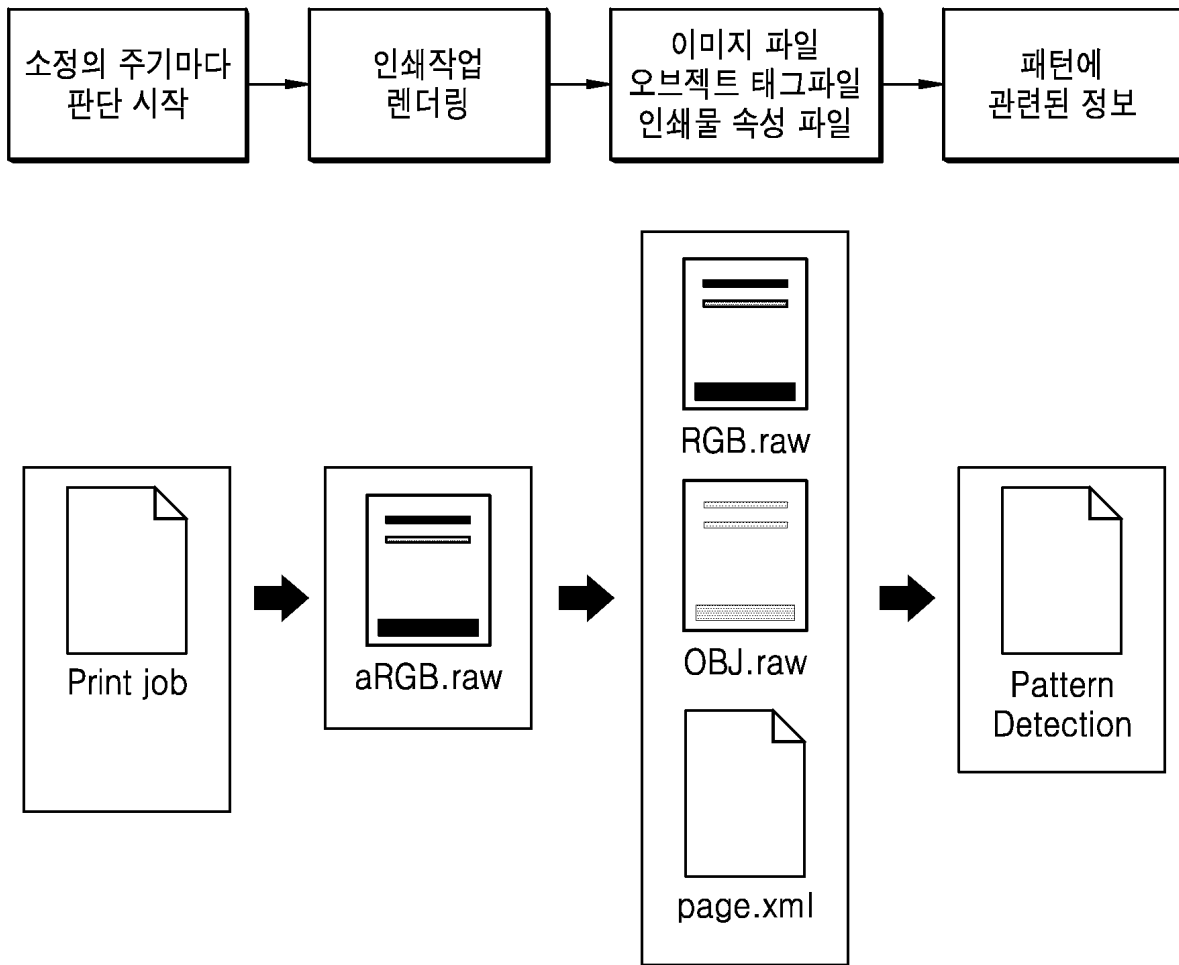 소정의 주기마다
판단 시작
인쇄작업
렌더링
이미지 파일
오브젝트 태그파일
인쇄물 속성 파일
패턴에
관련된 정보
Print job
aRGB.raw
RGB.raw
OBJ.raw
page.xml
Pattern
Detection